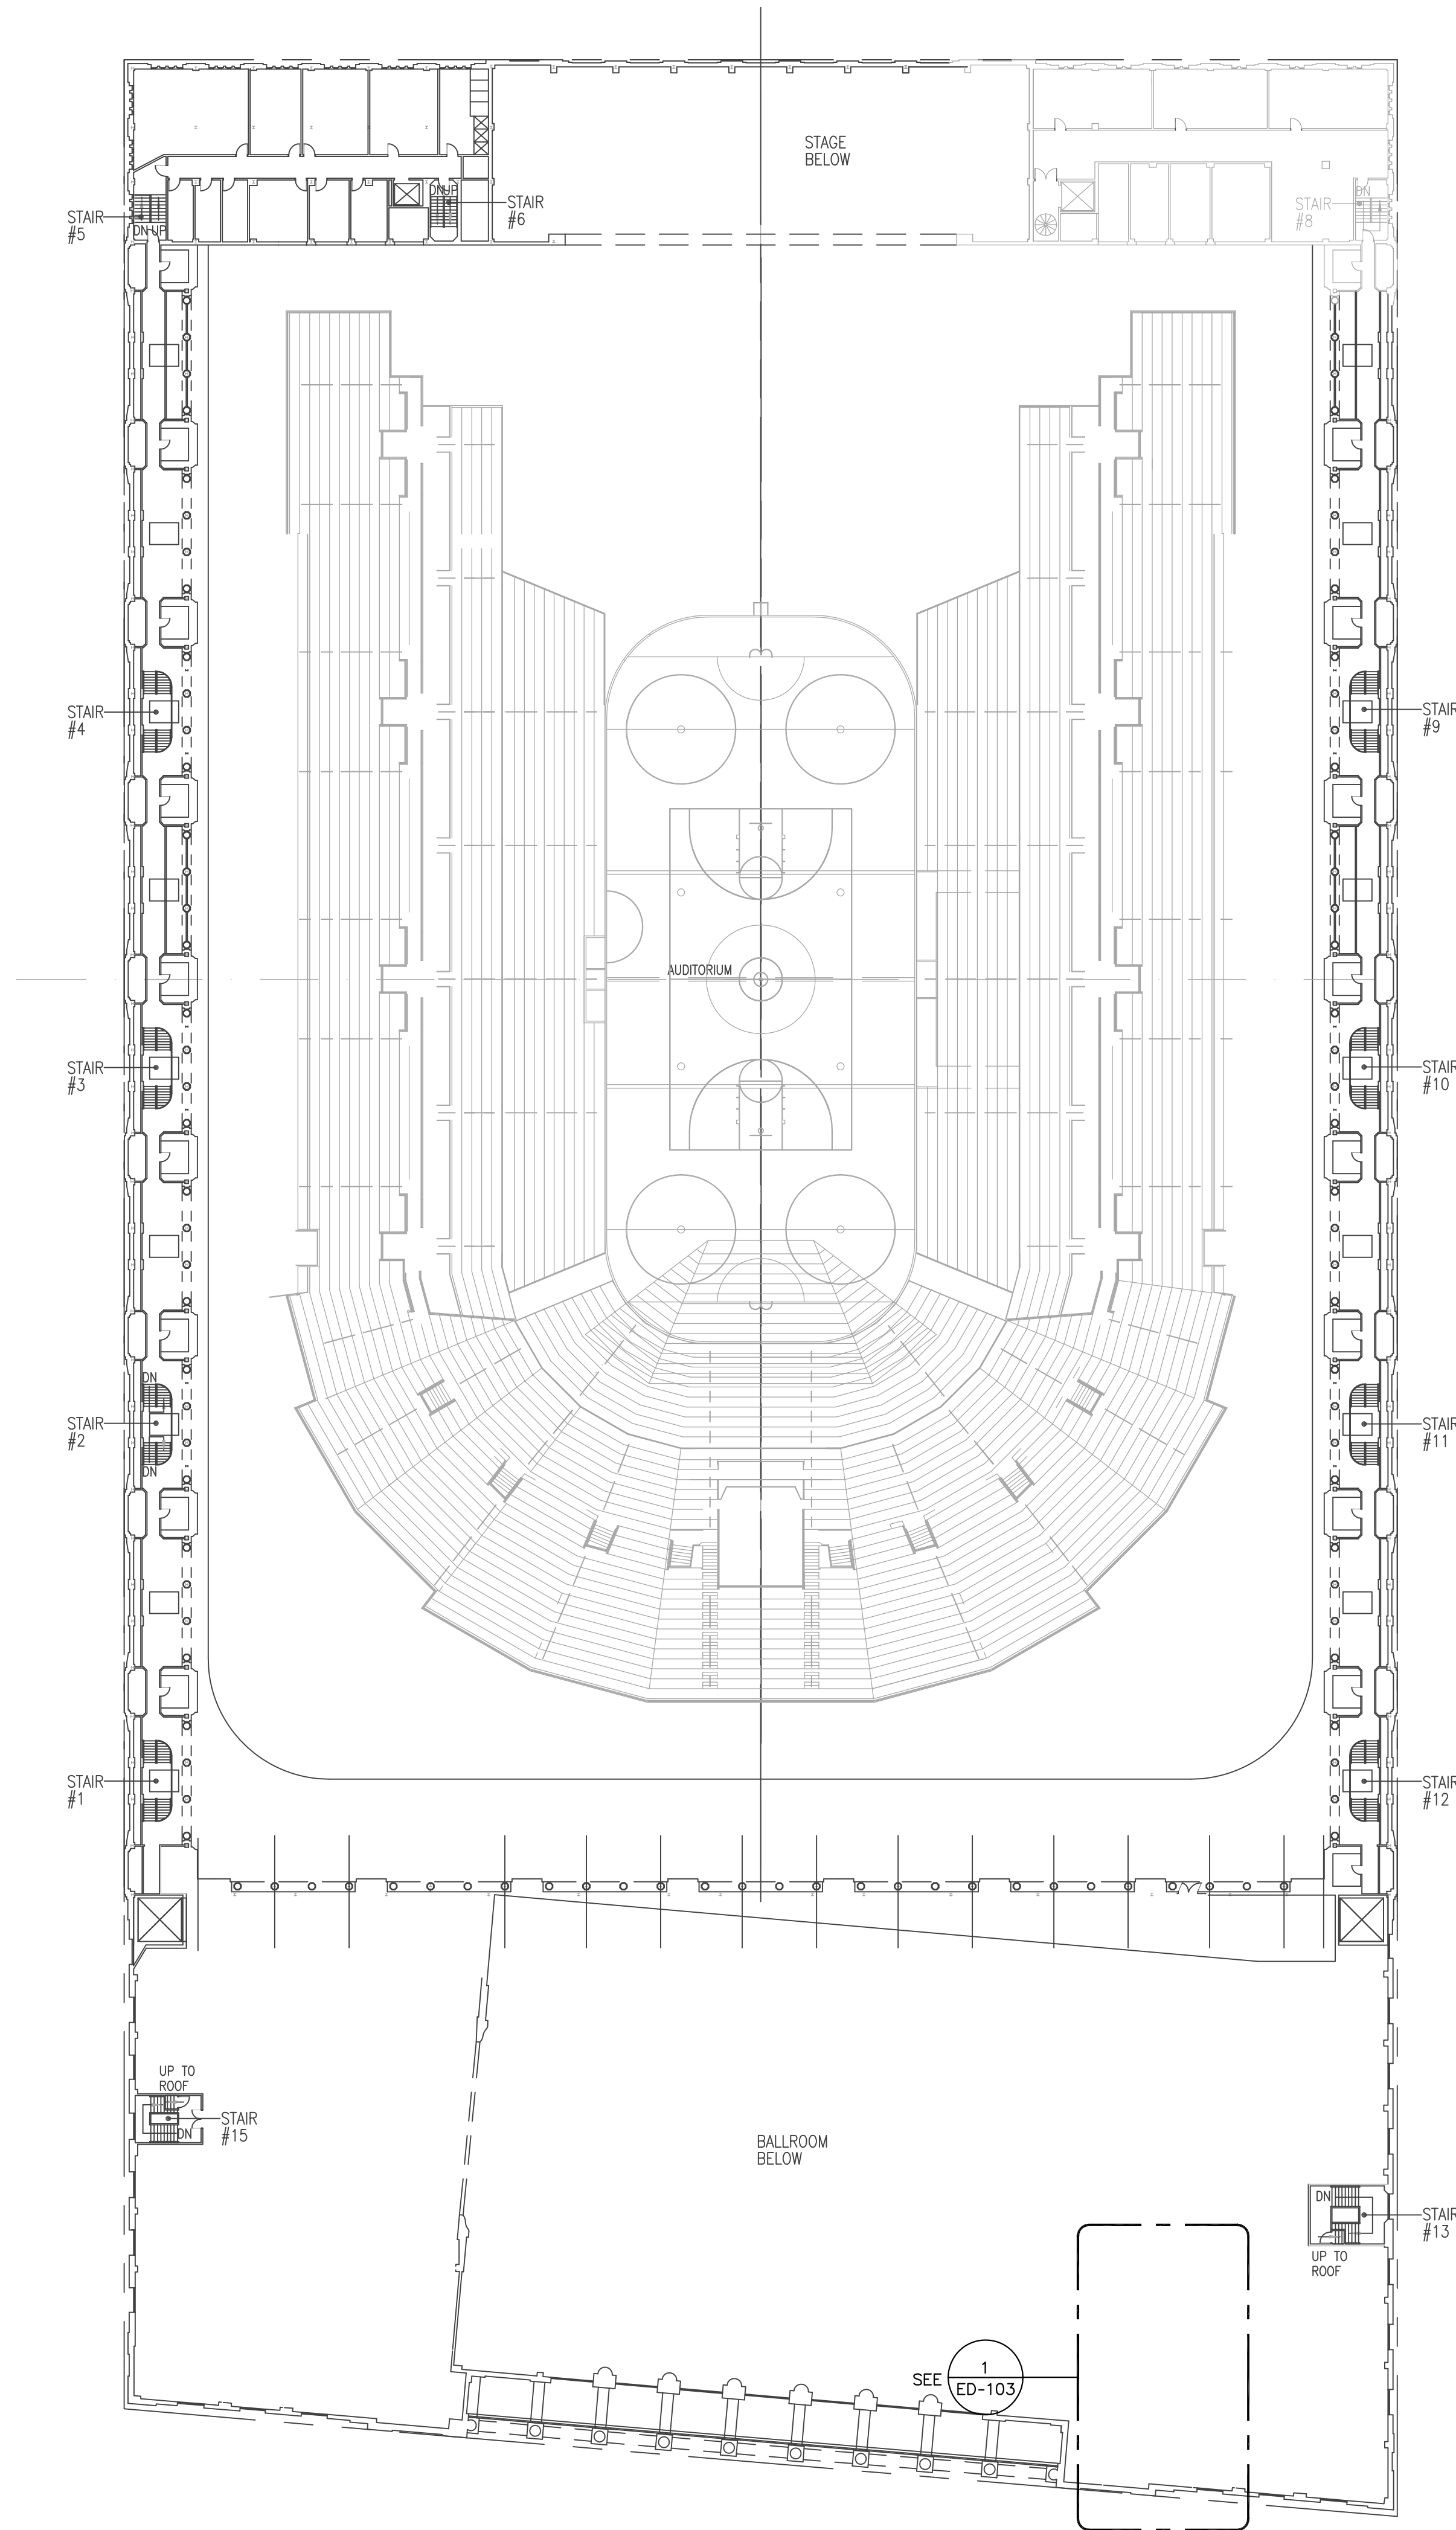 STAGE
BELOW
DN UP
STAIR
#6
STAIR
#5
DN UP
DN
STAIR
#8
STAIR
#4
STAIR
#9
AUDITORIUM
STAIR
#3
STAIR
#10
DN
STAIR
#2
DN
STAIR
#11
STAIR
#1
STAIR
#12
UP TO
ROOF
STAIR
#15
DN
BALLROOM
BELOW
DN
STAIR
#13
UP TO
ROOF
SEE
1
ED-103